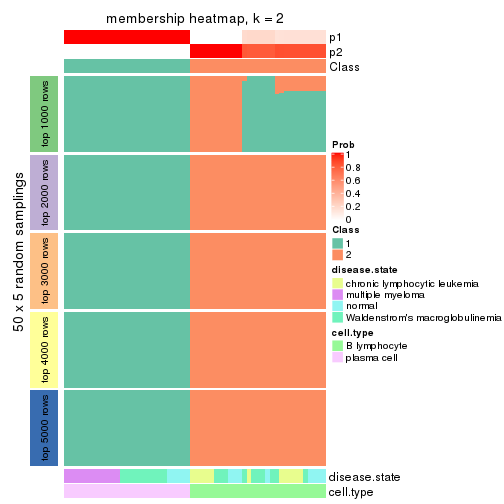 membership heatmap, k = 2
p1
p2
Class
50 x 5 random samplings
top 1000 rows
top 2000 rows
top 3000 rows
top 4000 rows
top 5000 rows
Prob
1
0.8
0.6
0.4
0.2
0
Class
1
2
disease.state
chronic lymphocytic leukemia
multiple myeloma
normal
Waldenstrom's macroglobulinemia
cell.type
B lymphocyte
plasma cell
disease.state
cell.type